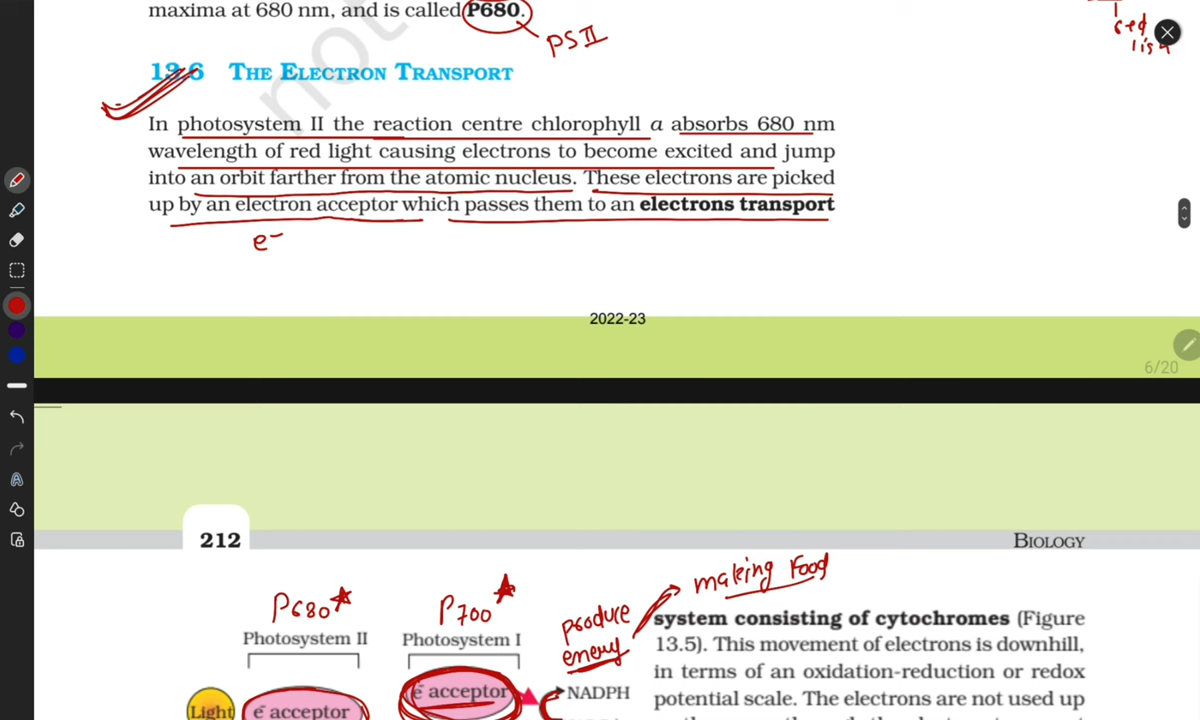 maxima at 680 nm, and is called P680.
PS II
red
not
13.6 THE ELECTRON TRANSPORT
In photosystem II the reaction centre chlorophyll a absorbs 680 nm
wavelength of red light causing electrons to become excited and jump
into an orbit farther from the atomic nucleus. These electrons are picked
up by an electron acceptor which passes them to an electrons transport
e-
2022-23
6/20
212
BIOLOGY
making Food
P680
P700
produce
energy
Photosystem II
Photosystem I
system consisting of cytochromes (Figure
13.5). This movement of electrons is downhill,
in terms of an oxidation-reduction or redox
potential scale. The electrons are not used up
e acceptor
NADPH
Light
e acceptor